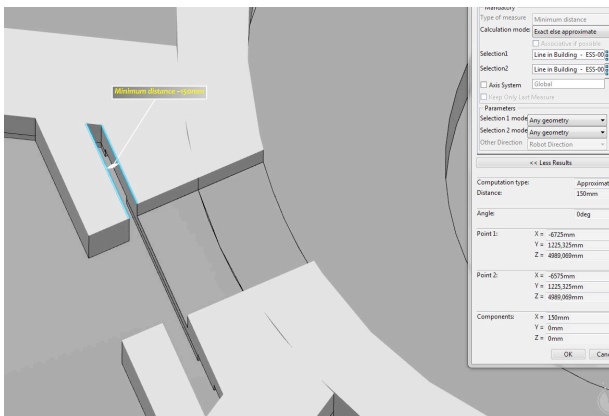 Minimum distance ~150mm
Mandatory
Type of measure Minimum distance
Calculation mode: Exact else approximate
Associative if possible
Selection1 Line in Building - ESS-00
Selection2 Line in Building - ESS-00
Axis System Global
Keep Only Last Measure
Parameters
Selection 1 mode Any geometry
Selection 2 mode Any geometry
Other Direction Robot Direction
<< Less Results
Computation type: Approximat
Distance: 150mm
Angle: 0deg
Point 1: X = -6725mm
Y = 1225,325mm
Z = 4989,069mm
Point 2: X = -6575mm
Y = 1225,325mm
Z = 4989,069mm
Components: X = 150mm
Y = 0mm
Z = 0mm
OK Canc